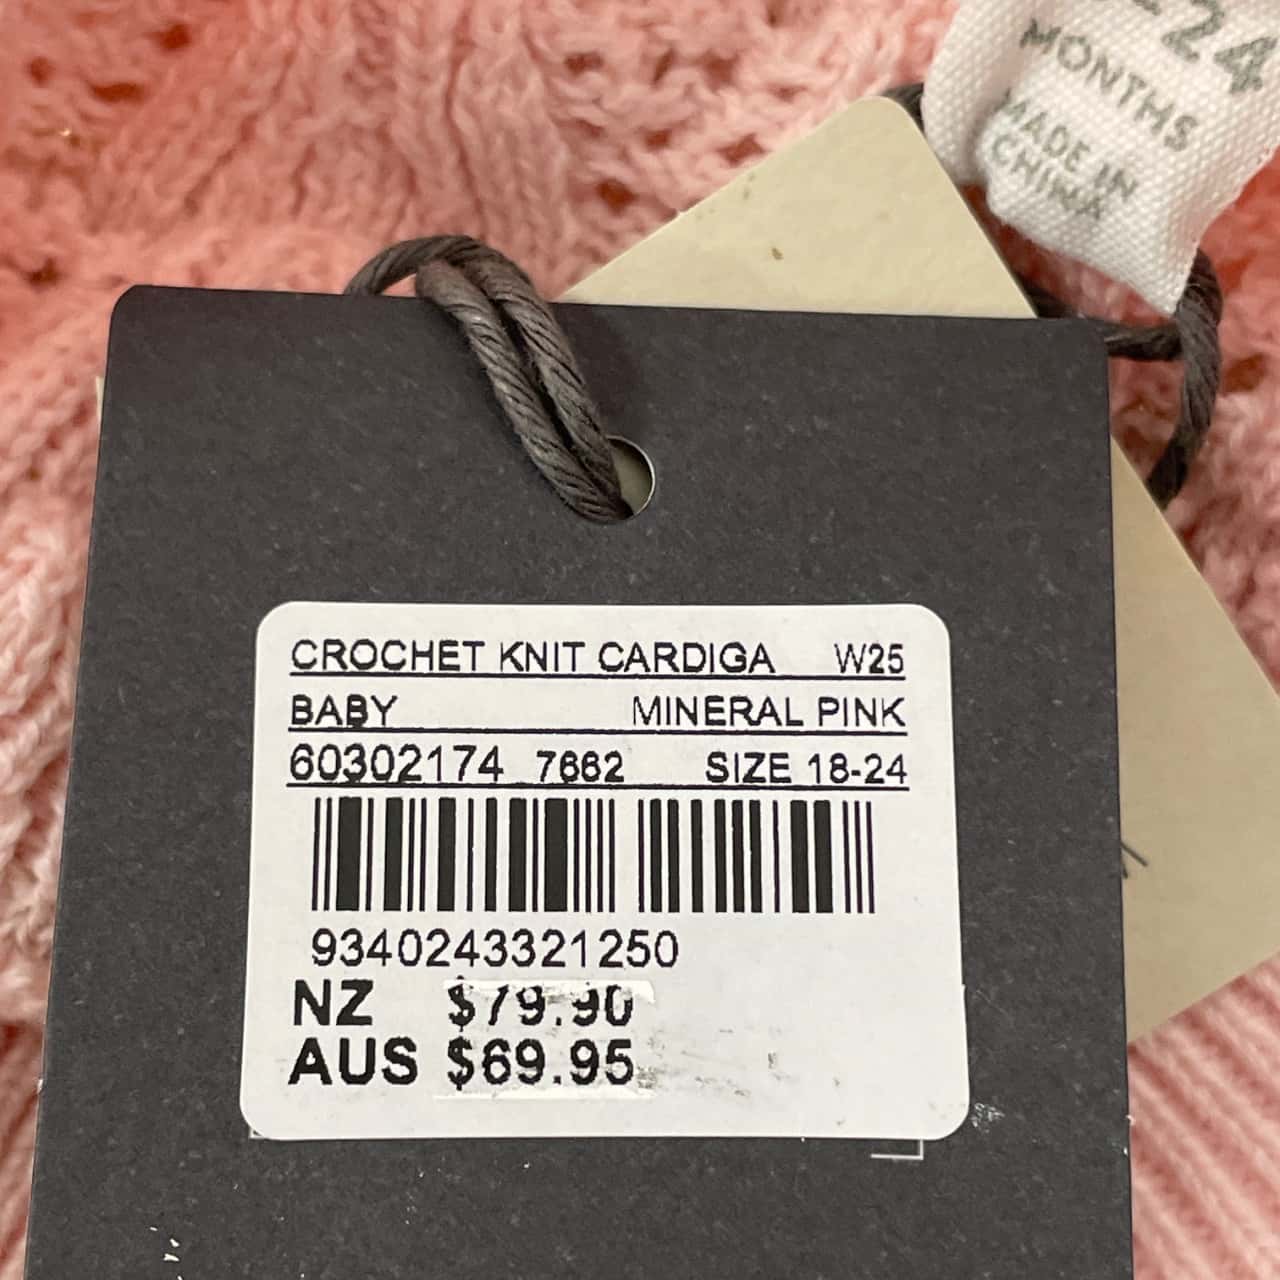 24
MONTHS
MADE IN
CHINA
CROCHET KNIT CARDIGA W25
BABY MINERAL PINK
60302174 7662 SIZE 18-24
9340243321250
NZ $79.90
AUS $69.95